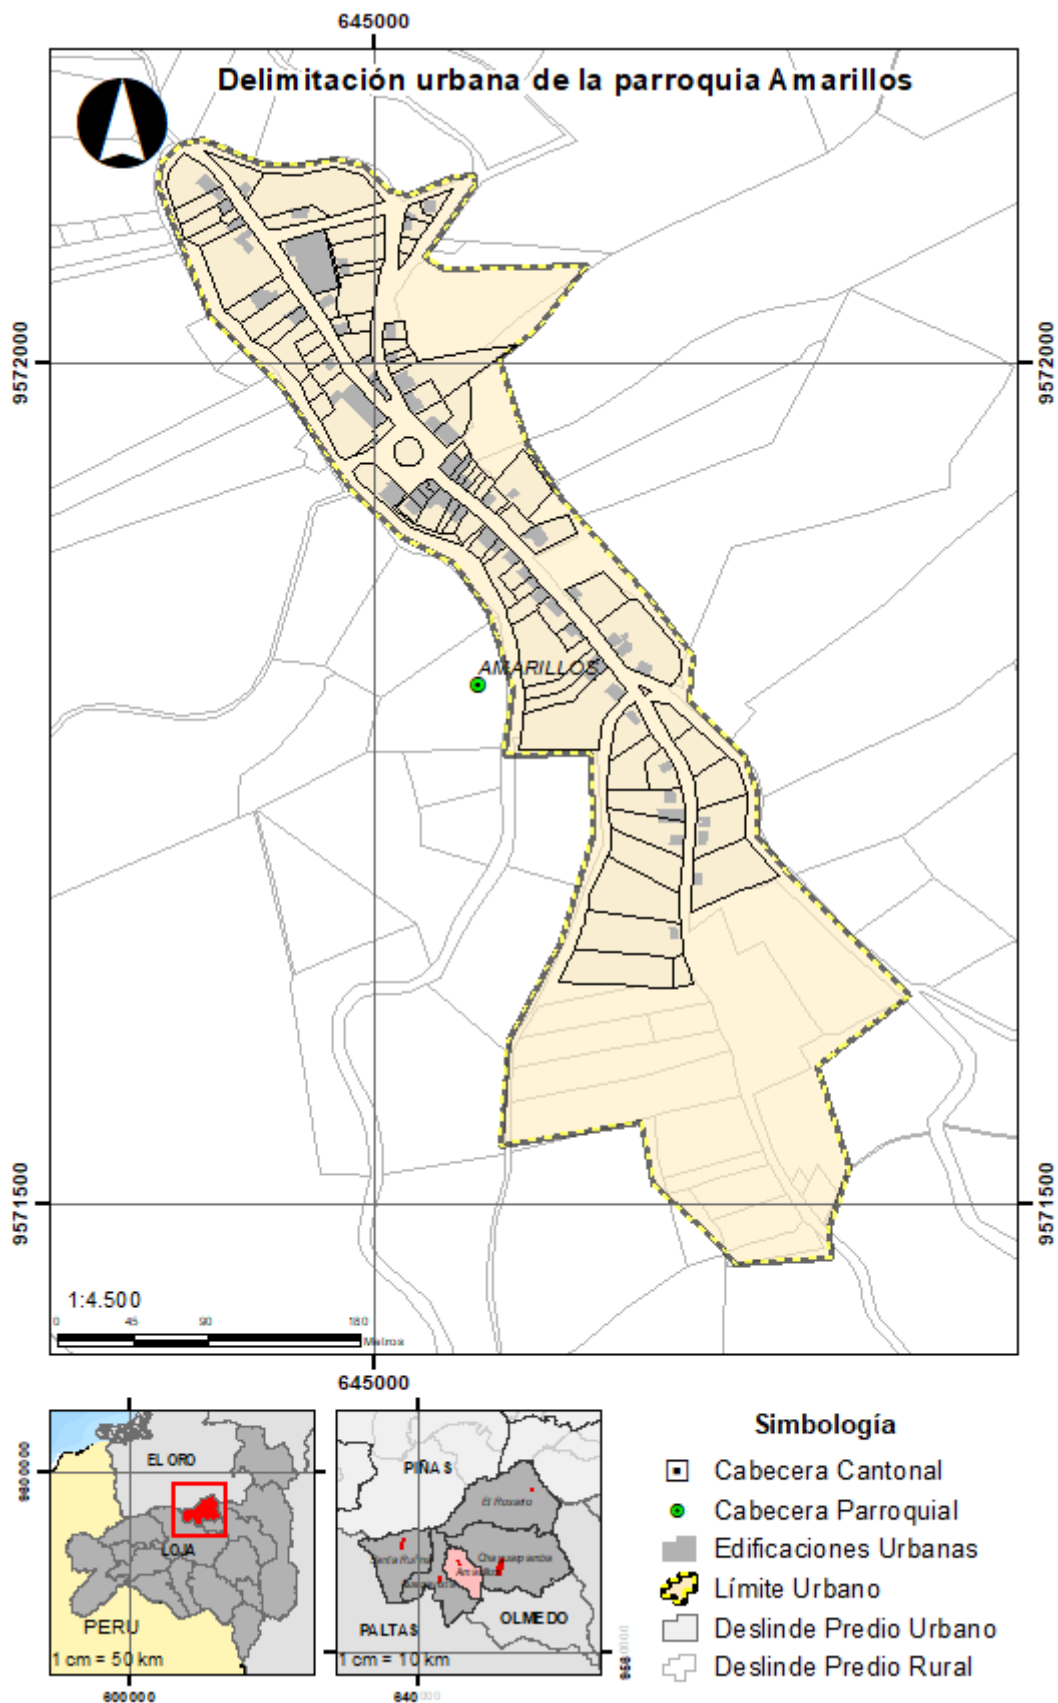 645000
Delimitación urbana de la parroquia Amarillos
9572000
9572000
AMARILLOS
9571500
9571500
1:4.500
0 45 90 180
Metros
645000
EL ORO
LOJA
PERU
1 cm = 50 km
600000
PIÑAS
El Rosario
Santa Rufina
Chaguarpamba
Amarillos
OLMEDO
PALTAS
1 cm = 10 km
640000
Simbología
Cabecera Cantonal
Cabecera Parroquial
Edificaciones Urbanas
Límite Urbano
Deslinde Predio Urbano
Deslinde Predio Rural